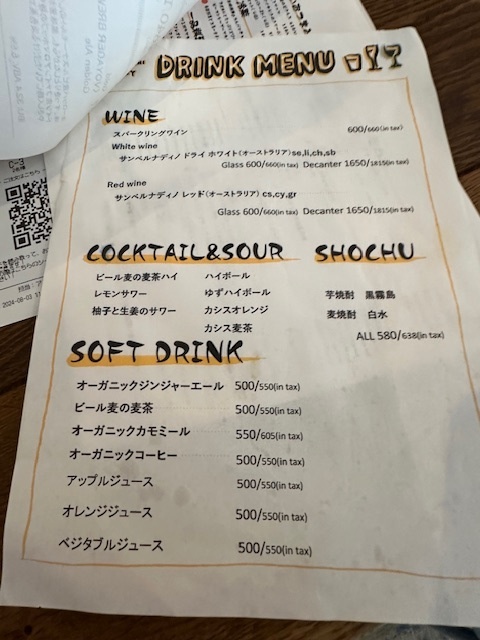 DRINK MENU
WINE
スパークリングワイン 600/660(in tax)
White wine
サンベルナディノ ドライ ホワイト(オーストラリア)se,li,ch,sb
Glass 600/660(in tax) Decanter 1650/1815(in tax)
Red wine
サンベルナディノ レッド(オーストラリア) cs,cy,gr
Glass 600/660(in tax) Decanter 1650/1815(in tax)
COCKTAIL&SOUR
ビール麦の麦茶ハイ ハイボール
レモンサワー ゆずハイボール
柚子と生姜のサワー カシスオレンジ
カシス麦茶
SHOCHU
芋焼酎 黒霧島
麦焼酎 白水
ALL 580/638(in tax)
SOFT DRINK
オーガニックジンジャーエール 500/550(in tax)
ビール麦の麦茶 500/550(in tax)
オーガニックカモミール 550/605(in tax)
オーガニックコーヒー 500/550(in tax)
アップルジュース 500/550(in tax)
オレンジジュース 500/550(in tax)
ベジタブルジュース 500/550(in tax)
C-3